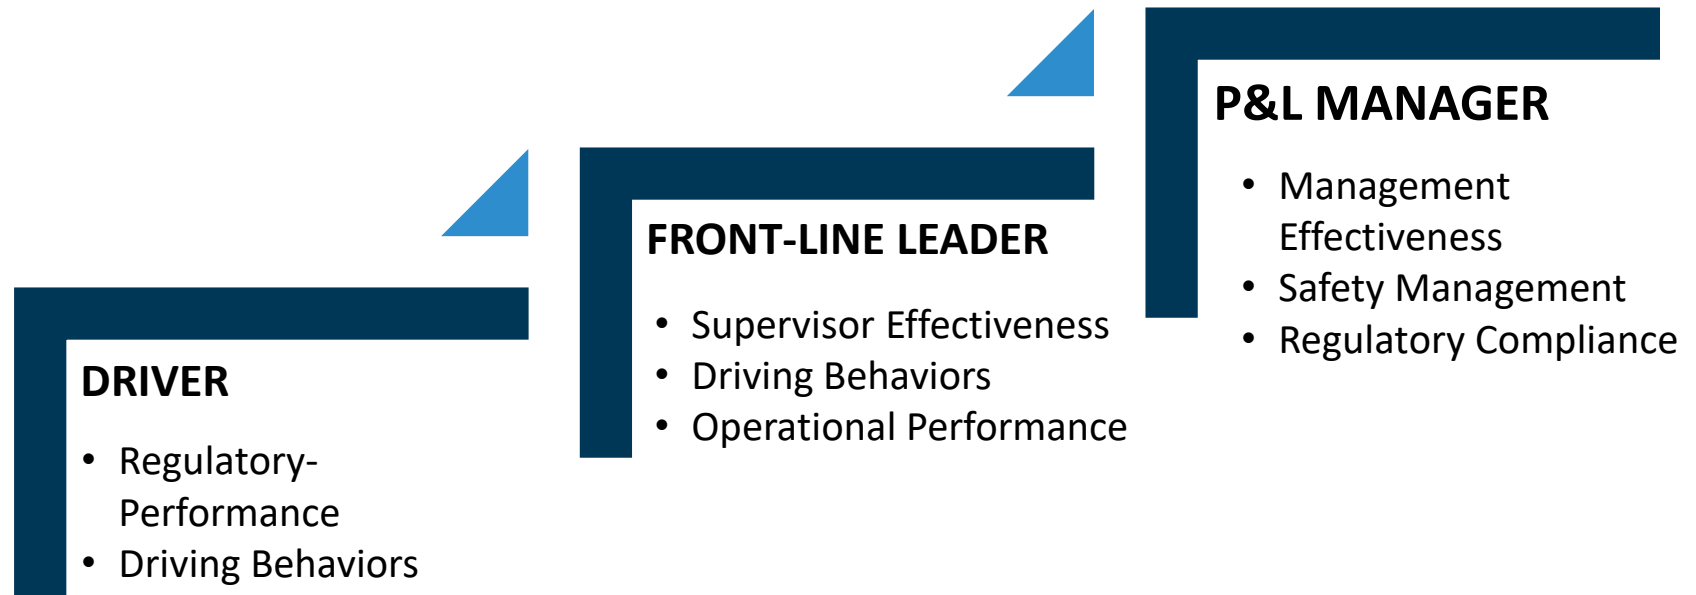 DRIVER
• Regulatory-
Performance
• Driving Behaviors
FRONT-LINE LEADER
• Supervisor Effectiveness
• Driving Behaviors
• Operational Performance
P&L MANAGER
• Management
Effectiveness
• Safety Management
• Regulatory Compliance